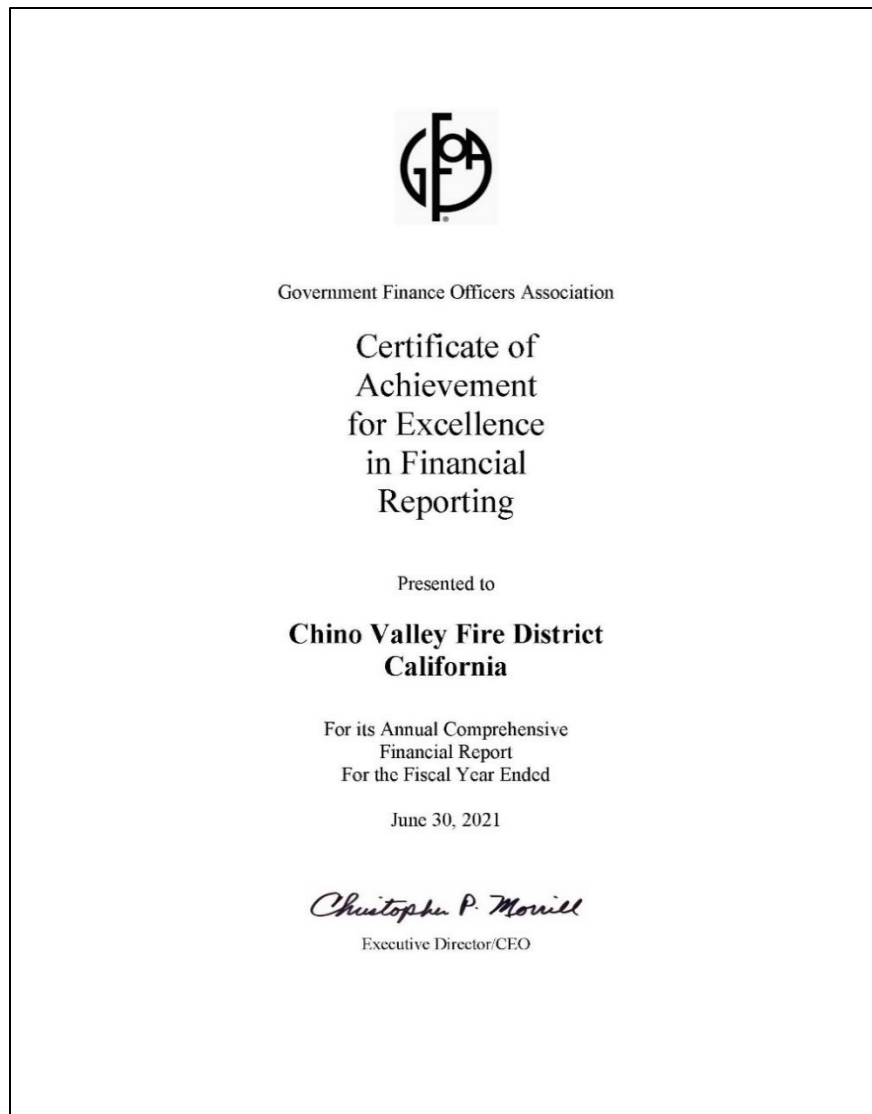 GFOA
Government Finance Officers Association
Certificate of
Achievement
for Excellence
in Financial
Reporting
Presented to
Chino Valley Fire District
California
For its Annual Comprehensive
Financial Report
For the Fiscal Year Ended
June 30, 2021
Christopher P. Morrill
Executive Director/CEO